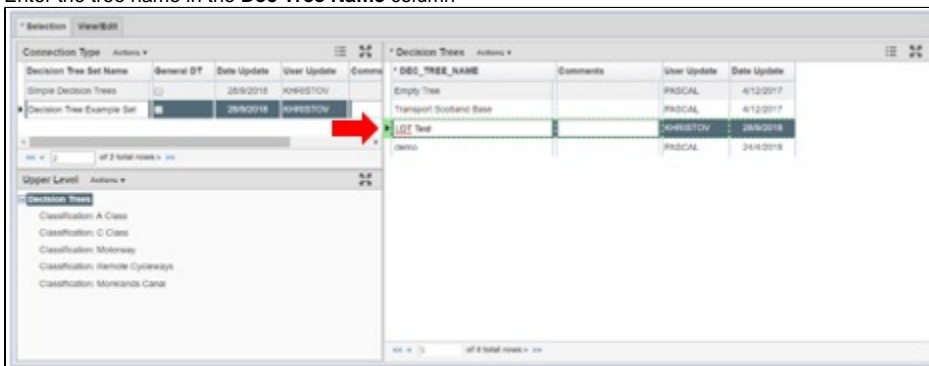 Enter the tree name in the Dec Tree Name column
* Selection View/Edit
Connection Type Actions
Decision Tree Set Name General DT Date Update User Update Comme
Simple Decision Trees 28/9/2018 KHRISTOV
Decision Tree Example Set 28/9/2018 KHRISTOV
2 of 2 total rows
Upper Level Actions
Decision Trees
Classification: A Class
Classification: C Class
Classification: Motorway
Classification: Remote Cycleways
Classification: Monklands Canal
* Decision Trees Actions
* DEC_TREE_NAME Comments User Update Date Update
Empty Tree PASCAL 4/12/2017
Transport Scotland Base PASCAL 4/12/2017
LDT Test KHRISTOV 28/9/2018
demo PASCAL
3 of 4 total rows